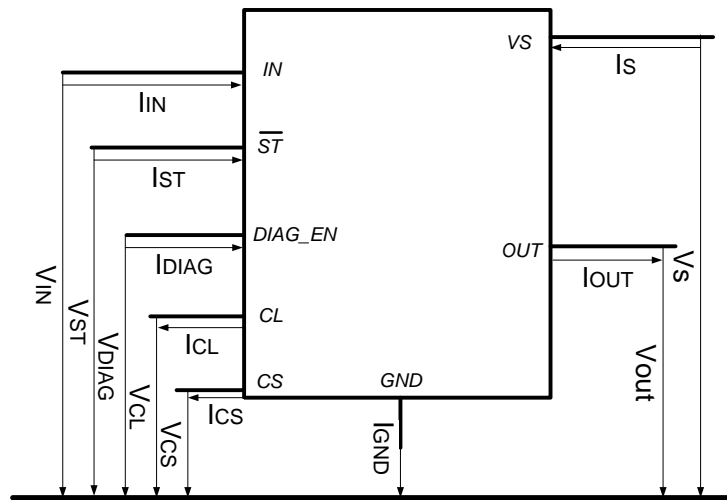 VS
IN
IS
IIN
ST
IST
DIAG_EN
OUT
IDIAG
IOUT
VIN
VS
VST
CL
ICL
VDIAG
Vout
VCL
CS
GND
ICS
VCS
IGND